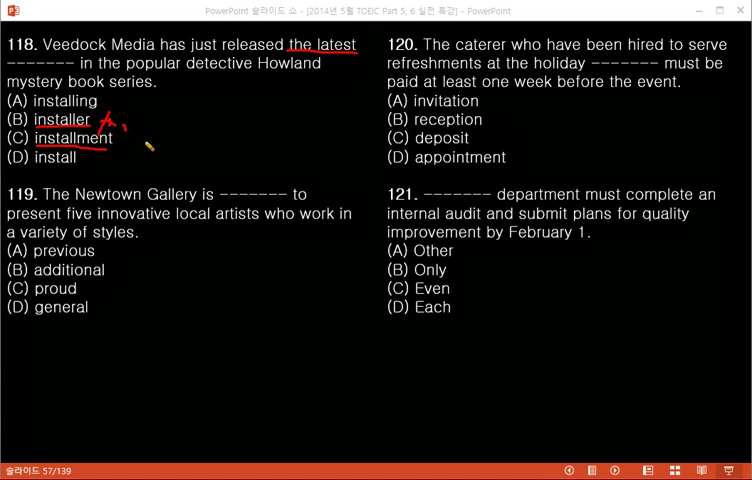 PowerPoint 슬라이드 쇼 - [2014년 5월 TOEIC Part 5, 6 실전 특강] - PowerPoint
118. Veedock Media has just released the latest
------- in the popular detective Howland
mystery book series.
(A) installing
(B) installer
(C) installment
(D) install
119. The Newtown Gallery is ------- to
present five innovative local artists who work in
a variety of styles.
(A) previous
(B) additional
(C) proud
(D) general
120. The caterer who have been hired to serve
refreshments at the holiday ------- must be
paid at least one week before the event.
(A) invitation
(B) reception
(C) deposit
(D) appointment
121. ------- department must complete an
internal audit and submit plans for quality
improvement by February 1.
(A) Other
(B) Only
(C) Even
(D) Each
슬라이드 57/139